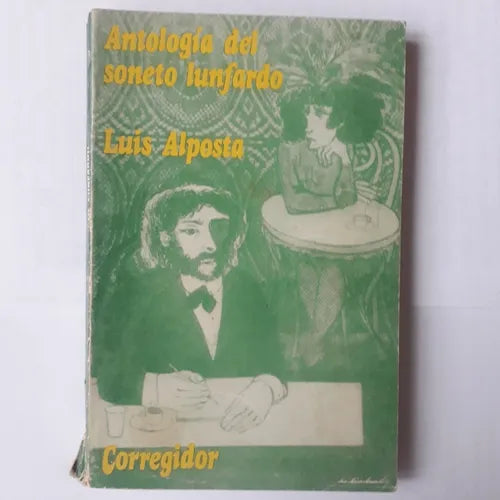 Antología del
soneto lunfardo
Luis Alposta
Corregidor